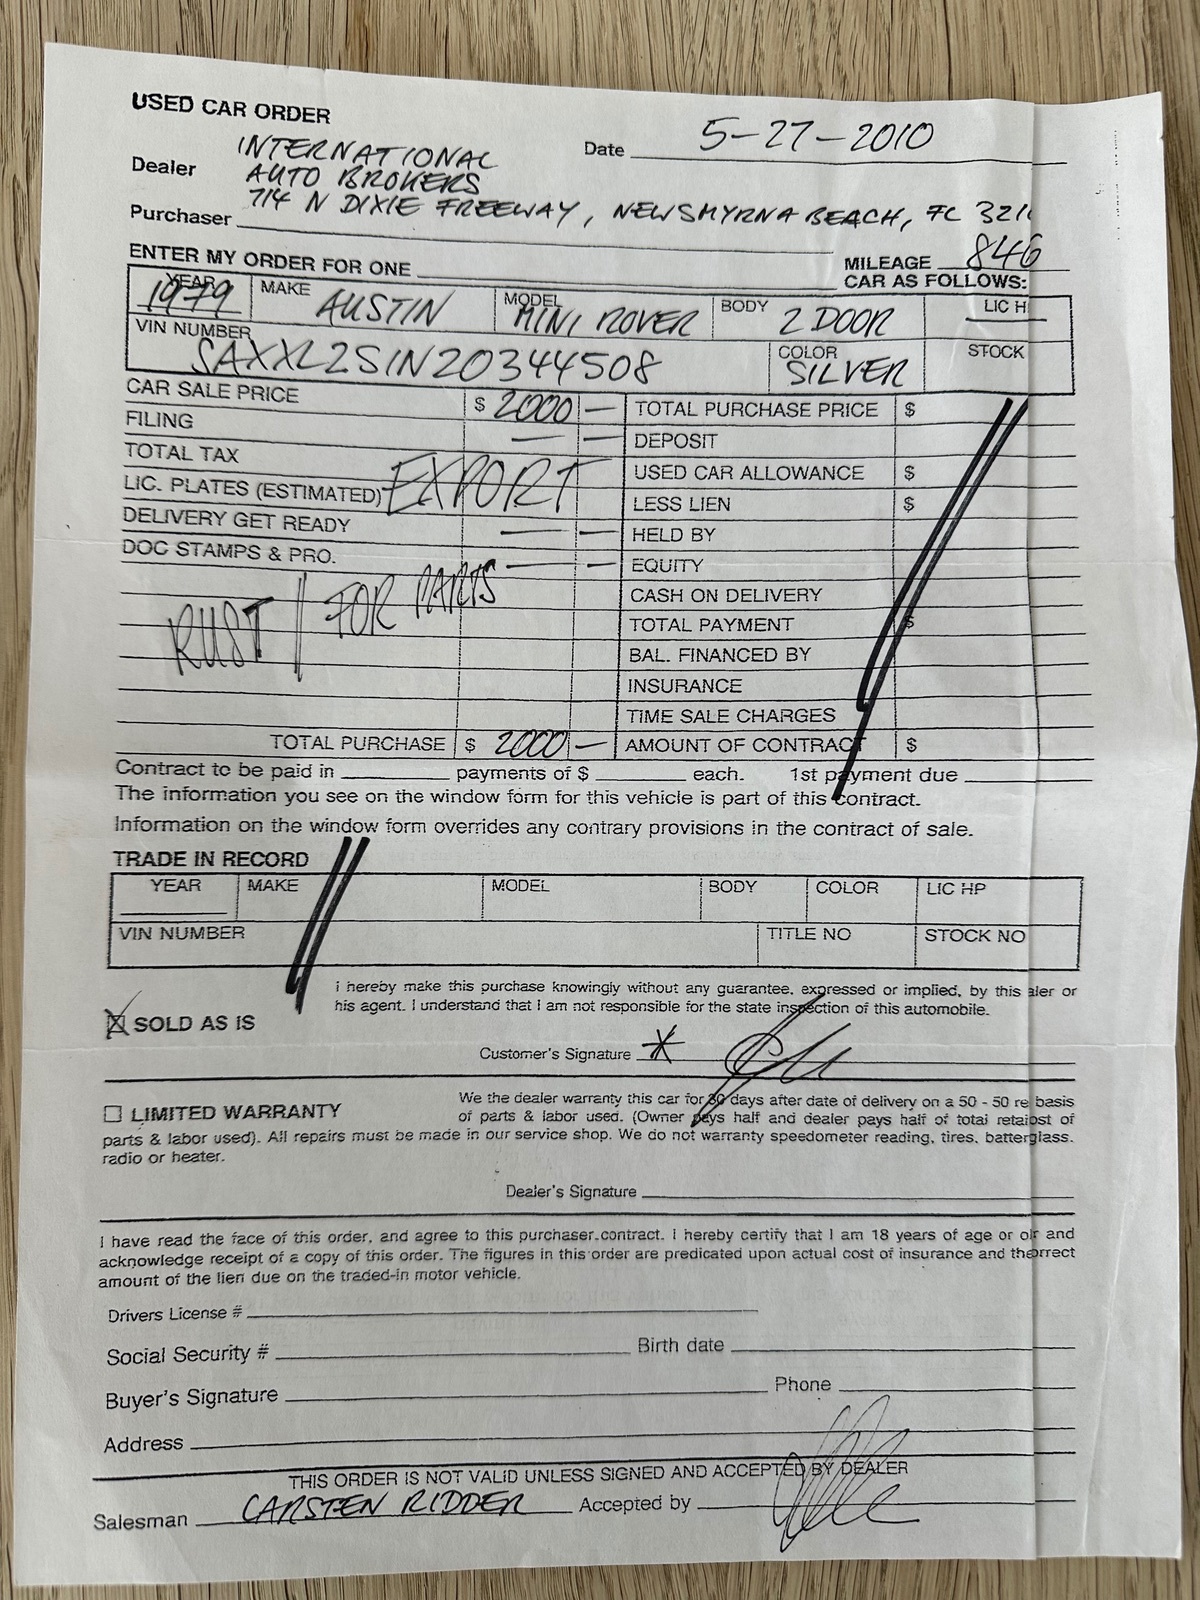 USED CAR ORDER
Date 5-27-2010
Dealer INTERNATIONAL
AUTO BROKERS
714 N DIXIE FREEWAY, NEW SMYRNA BEACH, FL 321
Purchaser
ENTER MY ORDER FOR ONE
MILEAGE 846
CAR AS FOLLOWS:
YEAR 1979 MAKE AUSTIN MODEL MINI ROVER BODY 2 DOOR LIC H
VIN NUMBER SAXXL2S1N20344508 COLOR SILVER STOCK
CAR SALE PRICE $ 2000 — TOTAL PURCHASE PRICE $
FILING — — DEPOSIT
TOTAL TAX USED CAR ALLOWANCE $
LIC. PLATES (ESTIMATED) EXPORT LESS LIEN $
DELIVERY GET READY — — HELD BY
DOC STAMPS & PRO. — — EQUITY
RUST // FOR PARTS
CASH ON DELIVERY
TOTAL PAYMENT $
BAL. FINANCED BY
INSURANCE
TIME SALE CHARGES
TOTAL PURCHASE $ 2000 — AMOUNT OF CONTRACT $
Contract to be paid in payments of $ each. 1st payment due
The information you see on the window form for this vehicle is part of this contract.
Information on the window form overrides any contrary provisions in the contract of sale.
TRADE IN RECORD
YEAR MAKE MODEL BODY COLOR LIC HP
VIN NUMBER TITLE NO STOCK NO
I hereby make this purchase knowingly without any guarantee, expressed or implied, by this aler or
his agent. I understand that I am not responsible for the state inspection of this automobile.
☒ SOLD AS IS
Customer's Signature *
☐ LIMITED WARRANTY
We the dealer warranty this car for 30 days after date of delivery on a 50 - 50 re basis
of parts & labor used. (Owner pays half and dealer pays half of total retaiost of
parts & labor used). All repairs must be made in our service shop. We do not warranty speedometer reading, tires, batterglass.
radio or heater.
Dealer's Signature
I have read the face of this order, and agree to this purchaser contract. I hereby certify that I am 18 years of age or olr and
acknowledge receipt of a copy of this order. The figures in this order are predicated upon actual cost of insurance and theorrect
amount of the lien due on the traded-in motor vehicle.
Drivers License #
Social Security # Birth date
Buyer's Signature Phone
Address
THIS ORDER IS NOT VALID UNLESS SIGNED AND ACCEPTED BY DEALER
Salesman CARSTEN RIDDER Accepted by